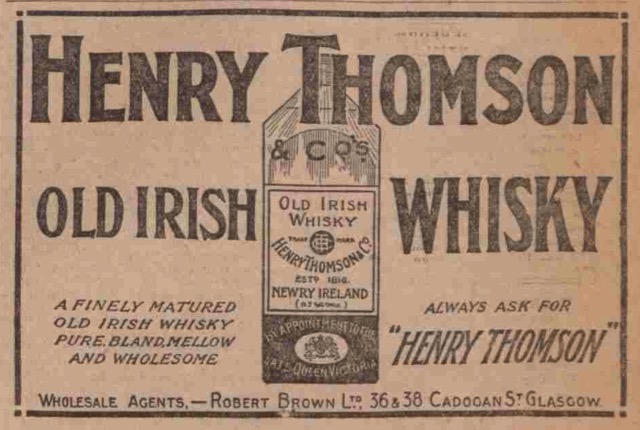 HENRY THOMSON
& CO'S
OLD IRISH WHISKY
OLD IRISH
WHISKY
TRADE MARK
HENRY THOMSON & Co
ESTD 1816.
NEWRY IRELAND
BY APPOINTMENT TO THE
LATE QUEEN VICTORIA
A FINELY MATURED
OLD IRISH WHISKY
PURE, BLAND, MELLOW
AND WHOLESOME
ALWAYS ASK FOR
"HENRY THOMSON"
WHOLESALE AGENTS,—ROBERT BROWN LTD, 36 & 38 CADOGAN ST GLASGOW